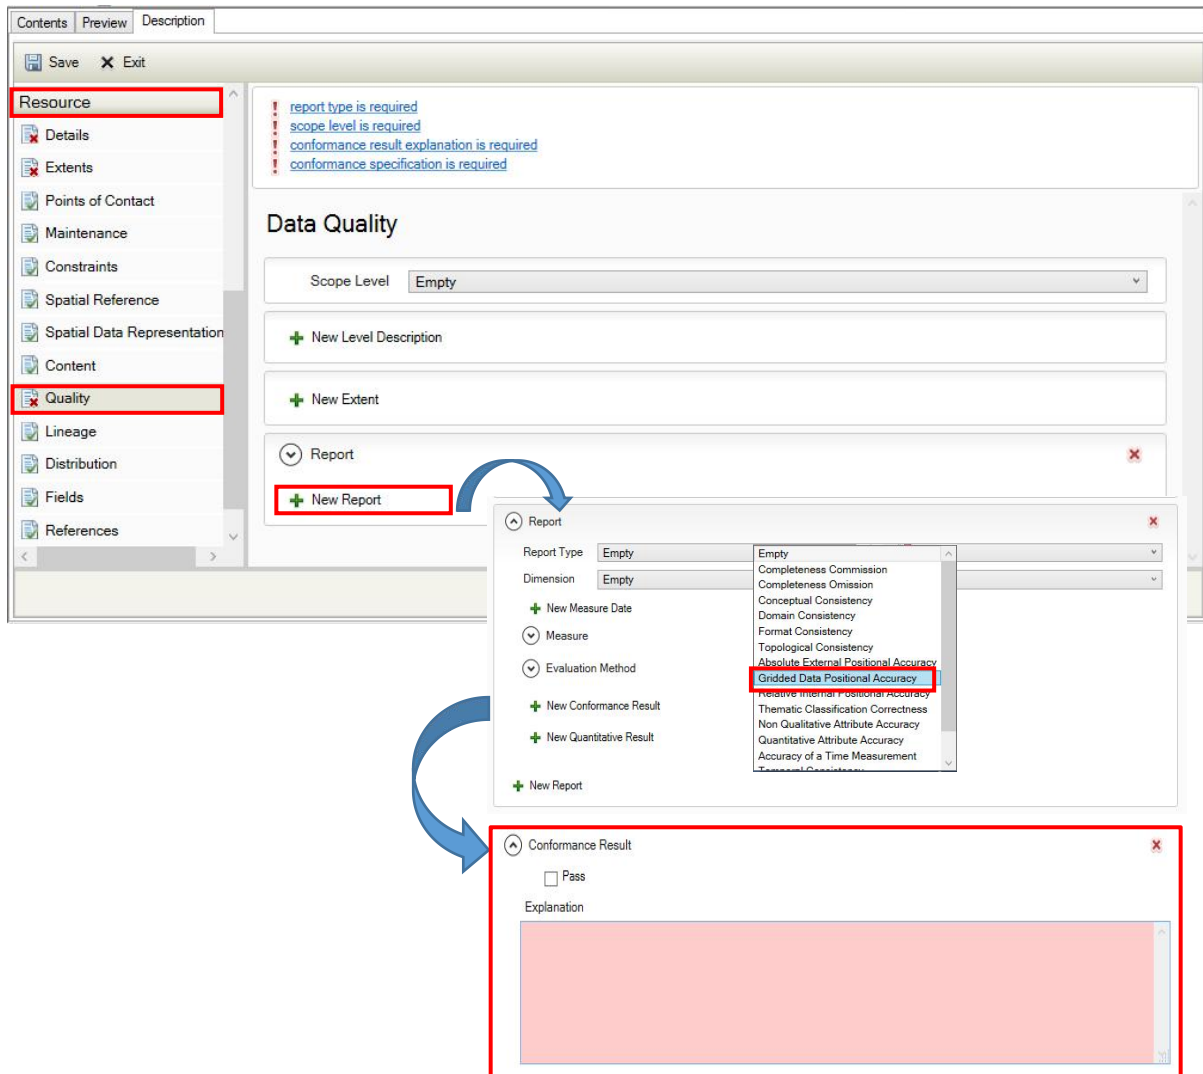 Contents Preview Description
Save Exit
Resource
Details
Extents
Points of Contact
Maintenance
Constraints
Spatial Reference
Spatial Data Representation
Content
Quality
Lineage
Distribution
Fields
References
! report type is required
! scope level is required
! conformance result explanation is required
! conformance specification is required
Data Quality
Scope Level Empty
New Level Description
New Extent
Report
New Report
Report
Report Type Empty
Dimension Empty
New Measure Date
Measure
Evaluation Method
New Conformance Result
New Quantitative Result
New Report
Empty
Completeness Commission
Completeness Omission
Conceptual Consistency
Domain Consistency
Format Consistency
Topological Consistency
Absolute External Positional Accuracy
Gridded Data Positional Accuracy
Relative Internal Positional Accuracy
Thematic Classification Correctness
Non Qualitative Attribute Accuracy
Quantitative Attribute Accuracy
Accuracy of a Time Measurement
Temporal Consistency
Conformance Result
Pass
Explanation